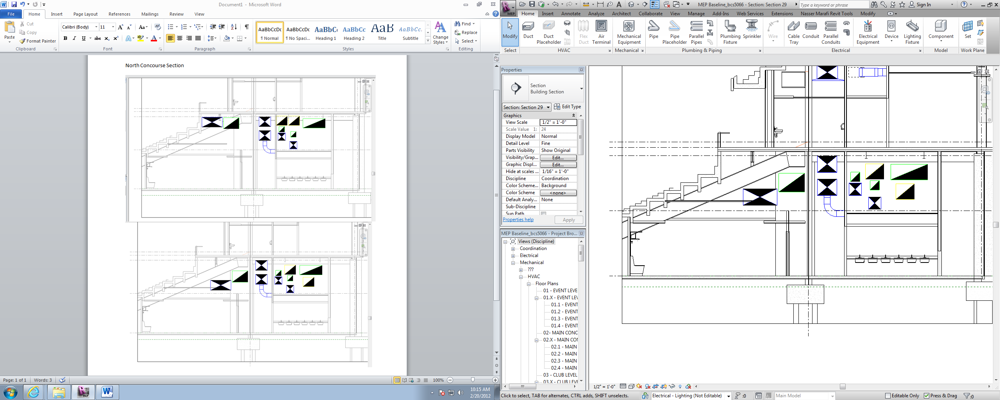 Document1 - Microsoft Word
File Home Insert Page Layout References Mailings Review View
Paste
Cut
Copy
Format Painter
Clipboard
Calibri (Body) 11
Font
Paragraph
AaBbCcDc AaBbCcDc AaBbCc AaBbCc AaB AaBbCc.
¶ Normal ¶ No Spaci... Heading 1 Heading 2 Title Subtitle
Change Styles
Styles
Find
Replace
Select
Editing
North Concourse Section
Page: 1 of 1 Words: 3 100%
10:15 AM
2/20/2012
MEP
MEP Baseline_bcs5066 - Section: Section 29
Type a keyword or phrase
Sign In
Home Insert Annotate Analyze Architect Collaborate View Manage Add-Ins Web Services Extensions Nasser Marafi Revit Tools Modify
Modify
Select
Duct
Duct Placeholder
Flex Duct
Air Terminal
HVAC
Mechanical Equipment
Mechanical
Pipe
Pipe Placeholder
Parallel Pipes
Plumbing Fixture
Sprinkler
Plumbing & Piping
Wire
Cable Tray
Conduit
Parallel Conduits
Electrical Equipment
Device
Lighting Fixture
Electrical
Component
Model
Set
Work Plane
Properties
Section
Building Section
Section: Section 29 Edit Type
Graphics
View Scale 1/2" = 1'-0"
Scale Value 1: 24
Display Model Normal
Detail Level Fine
Parts Visibility Show Original
Visibility/Grap... Edit...
Graphic Displ... Edit...
Hide at scales ... 1/16" = 1'-0"
Discipline Coordination
Color Scheme... Background
Color Scheme <none>
Default Analy... None
Sub-Discipline
Sun Path
Properties help Apply
MEP Baseline_bcs5066 - Project Bro...
Views (Discipline)
Coordination
Electrical
Mechanical
???
HVAC
Floor Plans
01 - EVENT LEVE
01.X - EVENT LEV
01.1 - EVENT
01.2 - EVENT
01.3 - EVENT
01.4 - EVENT
02- MAIN CONC
02.X - MAIN CO
02.1 - MAIN
02.2 - MAIN
02.3 - MAIN
02.4 - MAIN
03 - CLUB LEVEL
03.X - CLUB LEVE
1/2" = 1'-0"
Click to select, TAB for alternates, CTRL adds, SHIFT unselects.
Electrical - Lighting (Not Editable)
:0
Main Model
Editable Only
Press & Drag
:0